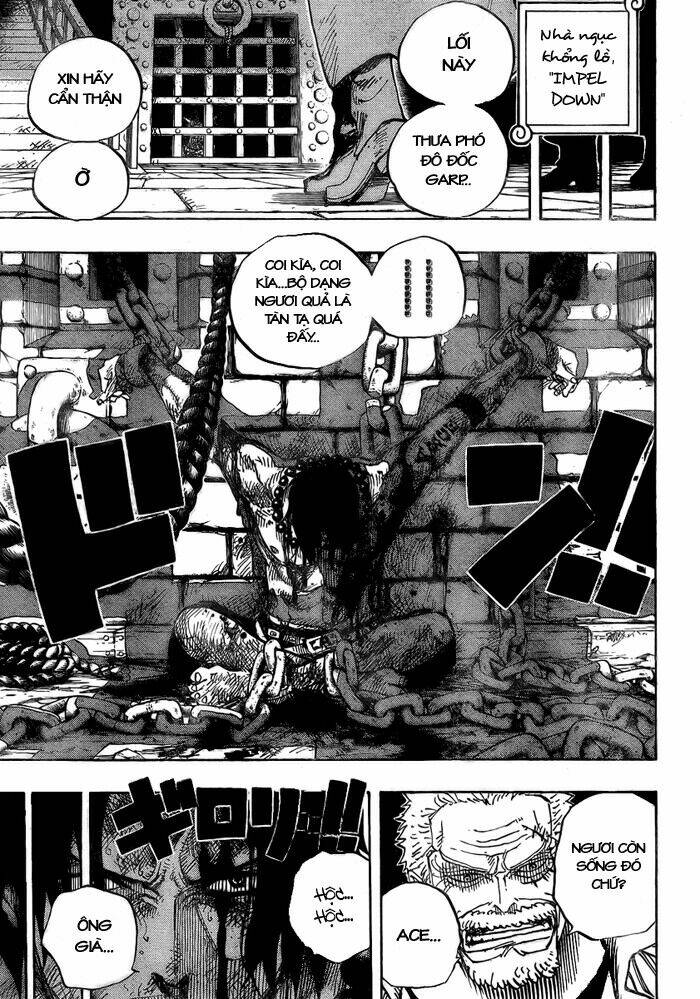 Nhà ngục
khổng lồ,
"IMPEL
DOWN"
LỐI
NÀY
THƯA PHÓ
ĐÔ ĐỐC
GARP...
XIN HÃY
CẨN THẬN
Ờ
!!
COI KÌA, COI
KÌA...BỘ DẠNG
NGƯƠI QUẢ LÀ
TÀN TẠ QUÁ
ĐẤY...
ドーン!!
NGƯƠI CÒN
SỐNG ĐÓ
CHỨ?
ACE...
ギロリ...!!!
HỘC...
HỘC...
ÔNG
GIÀ...